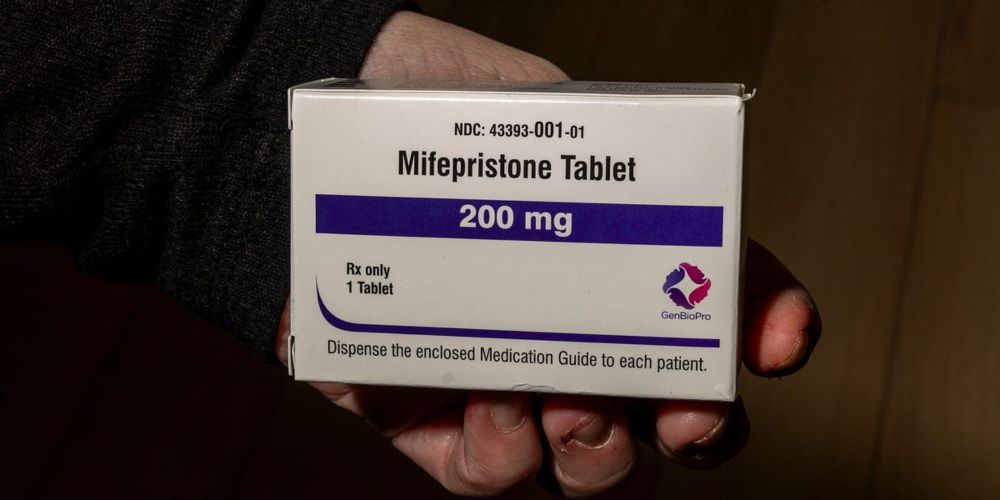 NDC: 43393-001-01
Mifepristone Tablet
200 mg
Rx only
1 Tablet
GenBioPro
Dispense the enclosed Medication Guide to each patient.